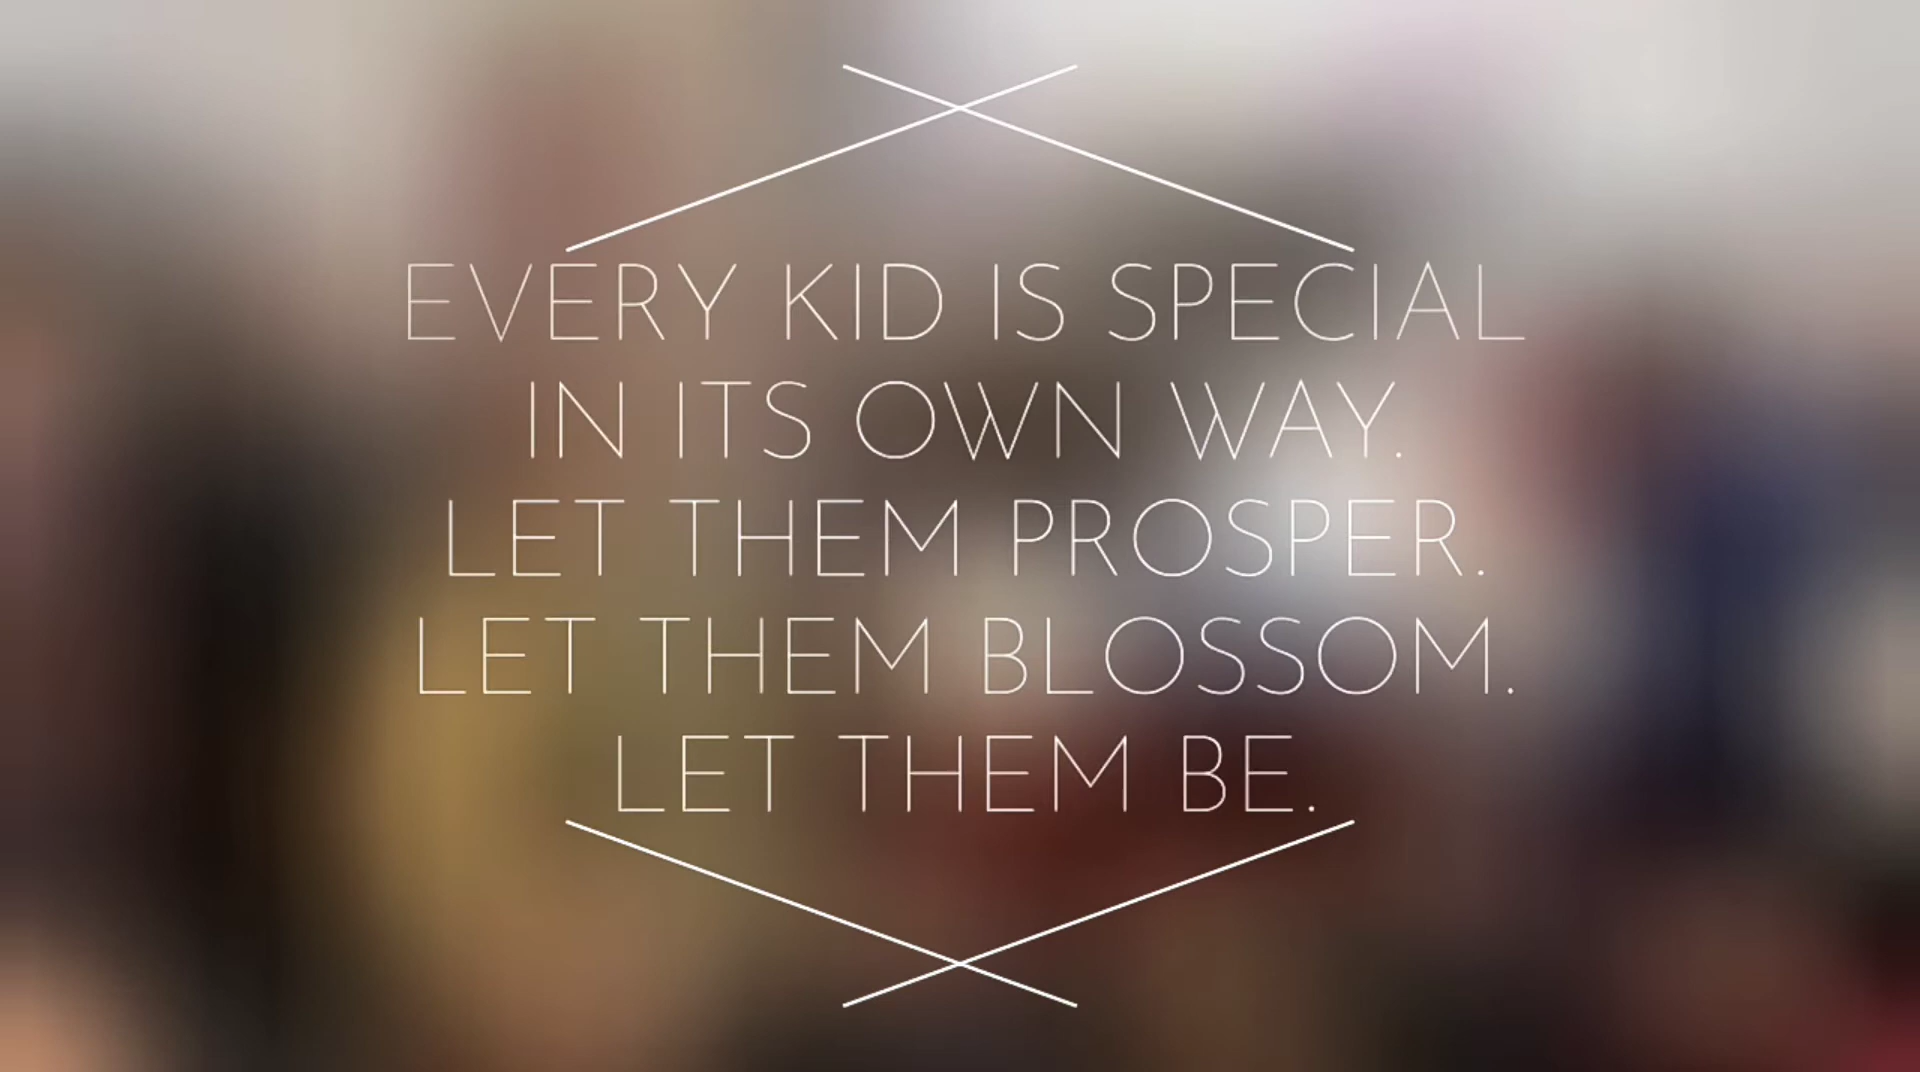 EVERY KID IS SPECIAL
IN ITS OWN WAY.
LET THEM PROSPER.
LET THEM BLOSSOM.
LET THEM BE.